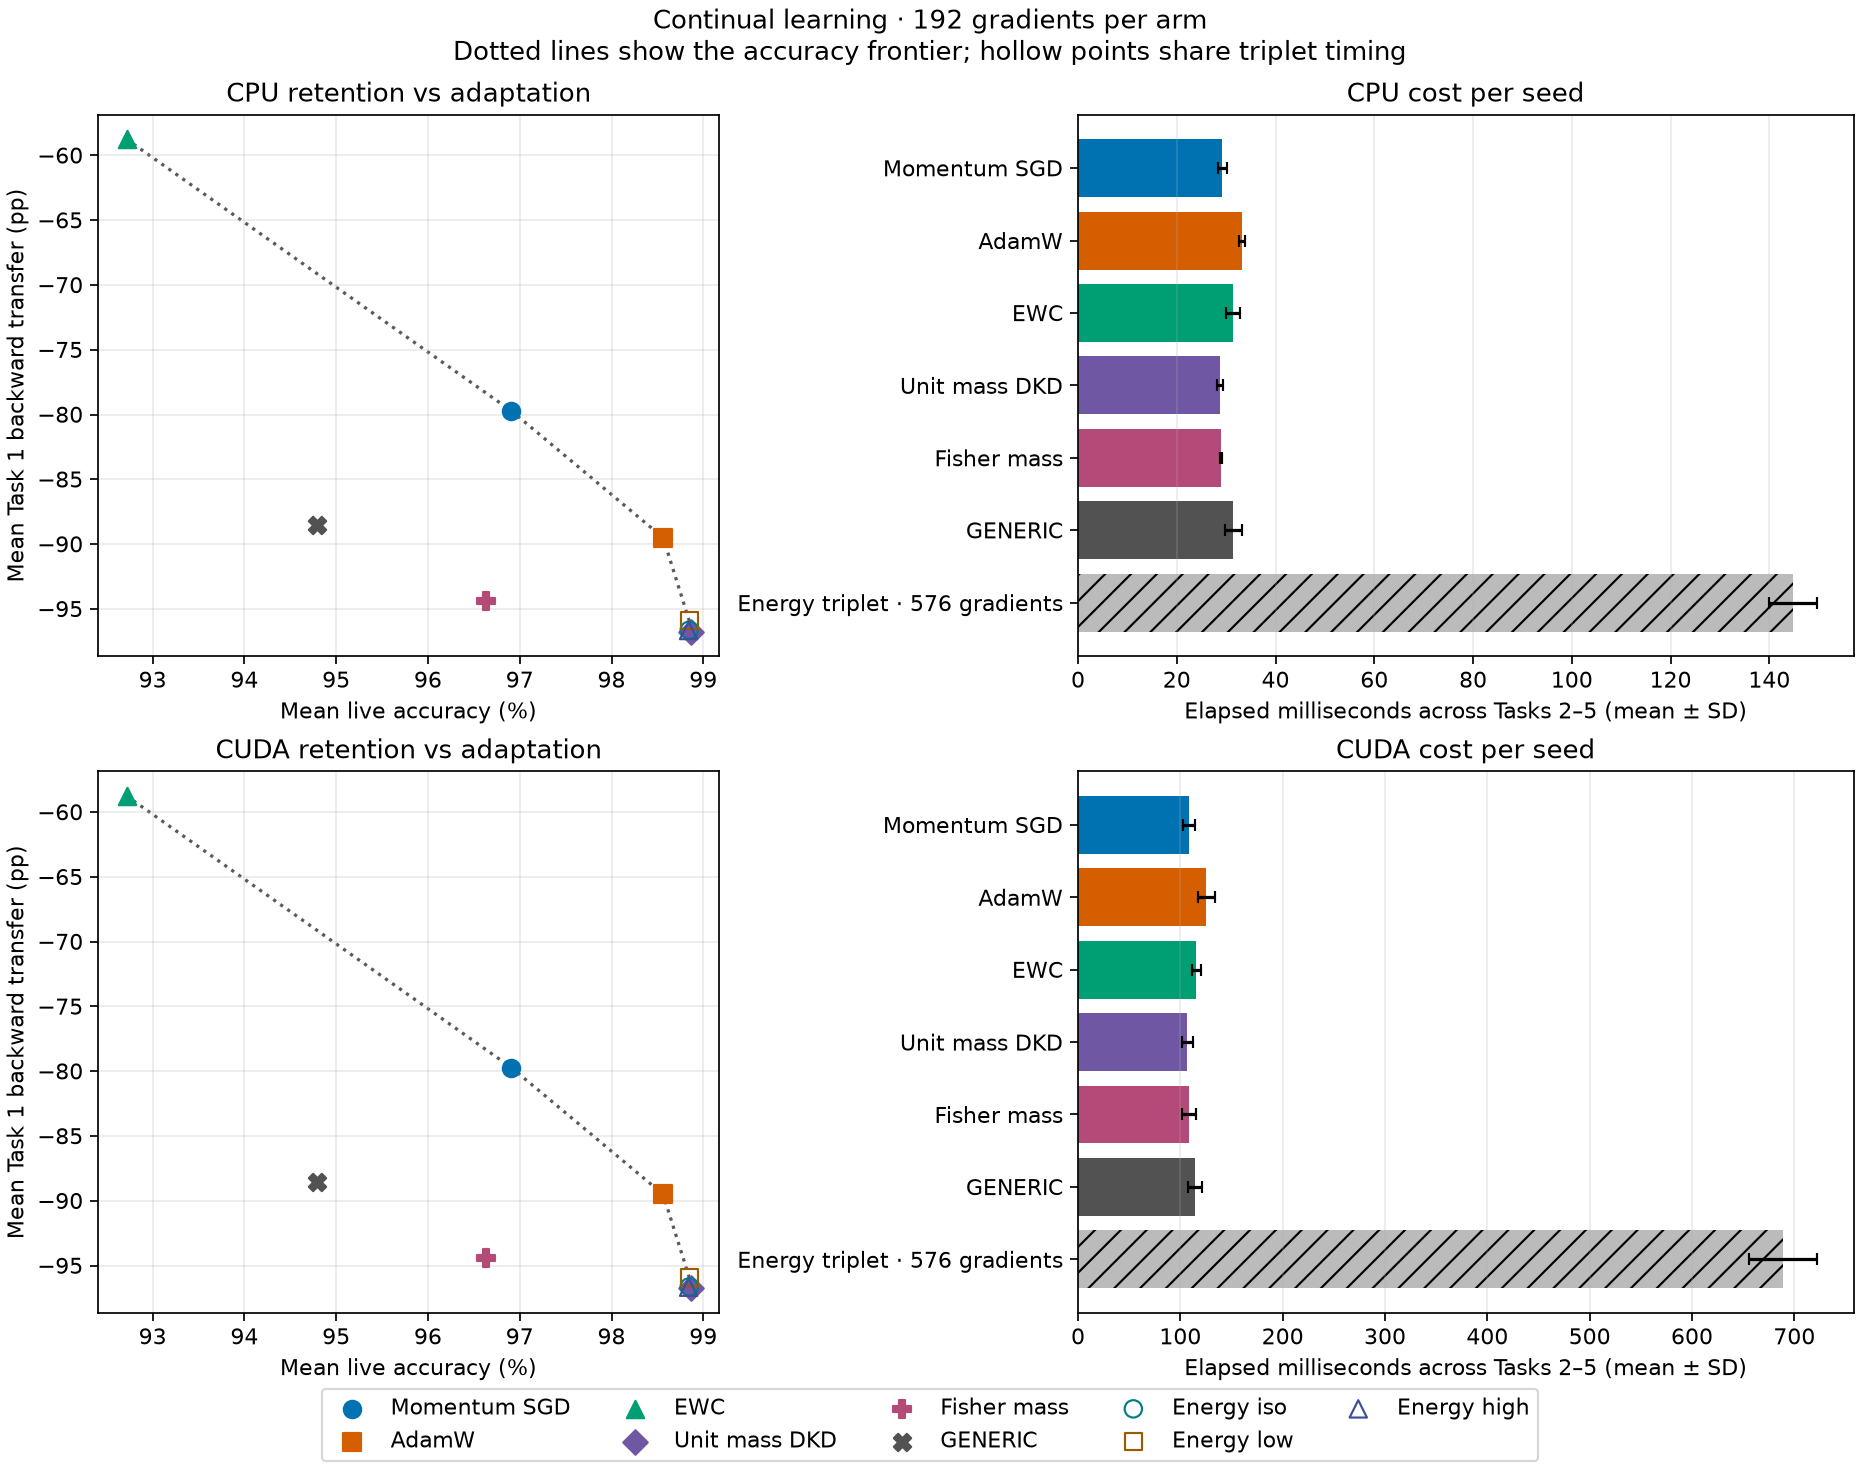 Continual learning · 192 gradients per arm
Dotted lines show the accuracy frontier; hollow points share triplet timing
CPU retention vs adaptation
Mean Task 1 backward transfer (pp)
−60
−65
−70
−75
−80
−85
−90
−95
93 94 95 96 97 98 99
Mean live accuracy (%)
CPU cost per seed
Momentum SGD
AdamW
EWC
Unit mass DKD
Fisher mass
GENERIC
Energy triplet · 576 gradients
0 20 40 60 80 100 120 140
Elapsed milliseconds across Tasks 2–5 (mean ± SD)
CUDA retention vs adaptation
Mean Task 1 backward transfer (pp)
−60
−65
−70
−75
−80
−85
−90
−95
93 94 95 96 97 98 99
Mean live accuracy (%)
CUDA cost per seed
Momentum SGD
AdamW
EWC
Unit mass DKD
Fisher mass
GENERIC
Energy triplet · 576 gradients
0 100 200 300 400 500 600 700
Elapsed milliseconds across Tasks 2–5 (mean ± SD)
Momentum SGD EWC Fisher mass Energy iso Energy high
AdamW Unit mass DKD GENERIC Energy low